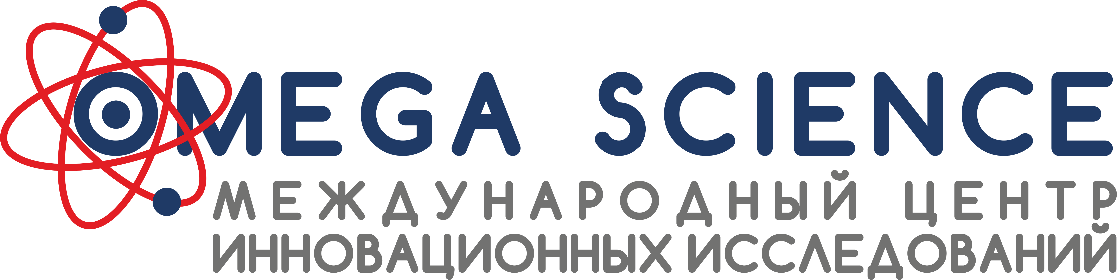 OMEGA SCIENCE
МЕЖДУНАРОДНЫЙ ЦЕНТР
ИННОВАЦИОННЫХ ИССЛЕДОВАНИЙ